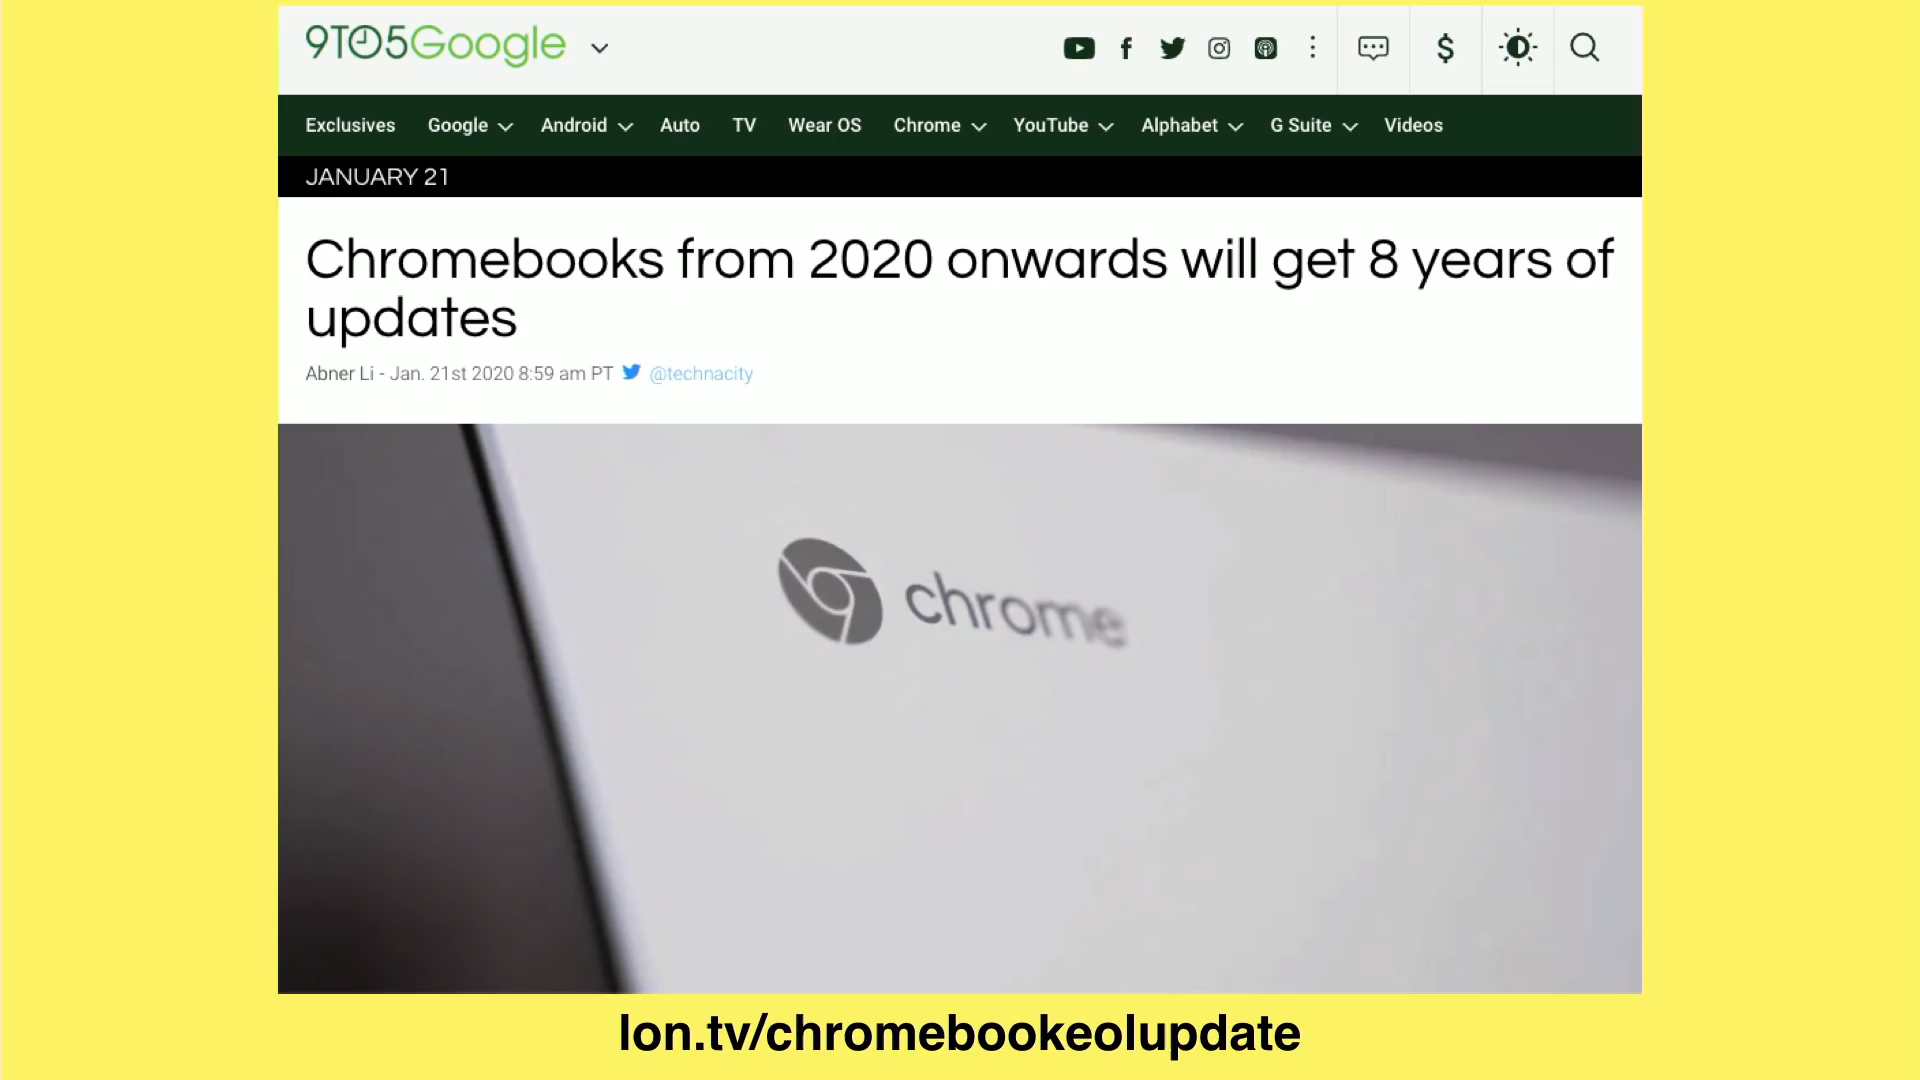 9TO5Google
Exclusives Google Android Auto TV Wear OS Chrome YouTube Alphabet G Suite Videos
JANUARY 21
Chromebooks from 2020 onwards will get 8 years of
updates
Abner Li - Jan. 21st 2020 8:59 am PT @technacity
chrome
lon.tv/chromebookeolupdate